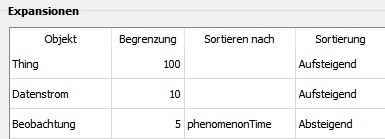 Expansionen
Objekt Begrenzung Sortieren nach Sortierung
Thing 100 Aufsteigend
Datenstrom 10 Aufsteigend
Beobachtung 5 phenomenonTime Absteigend